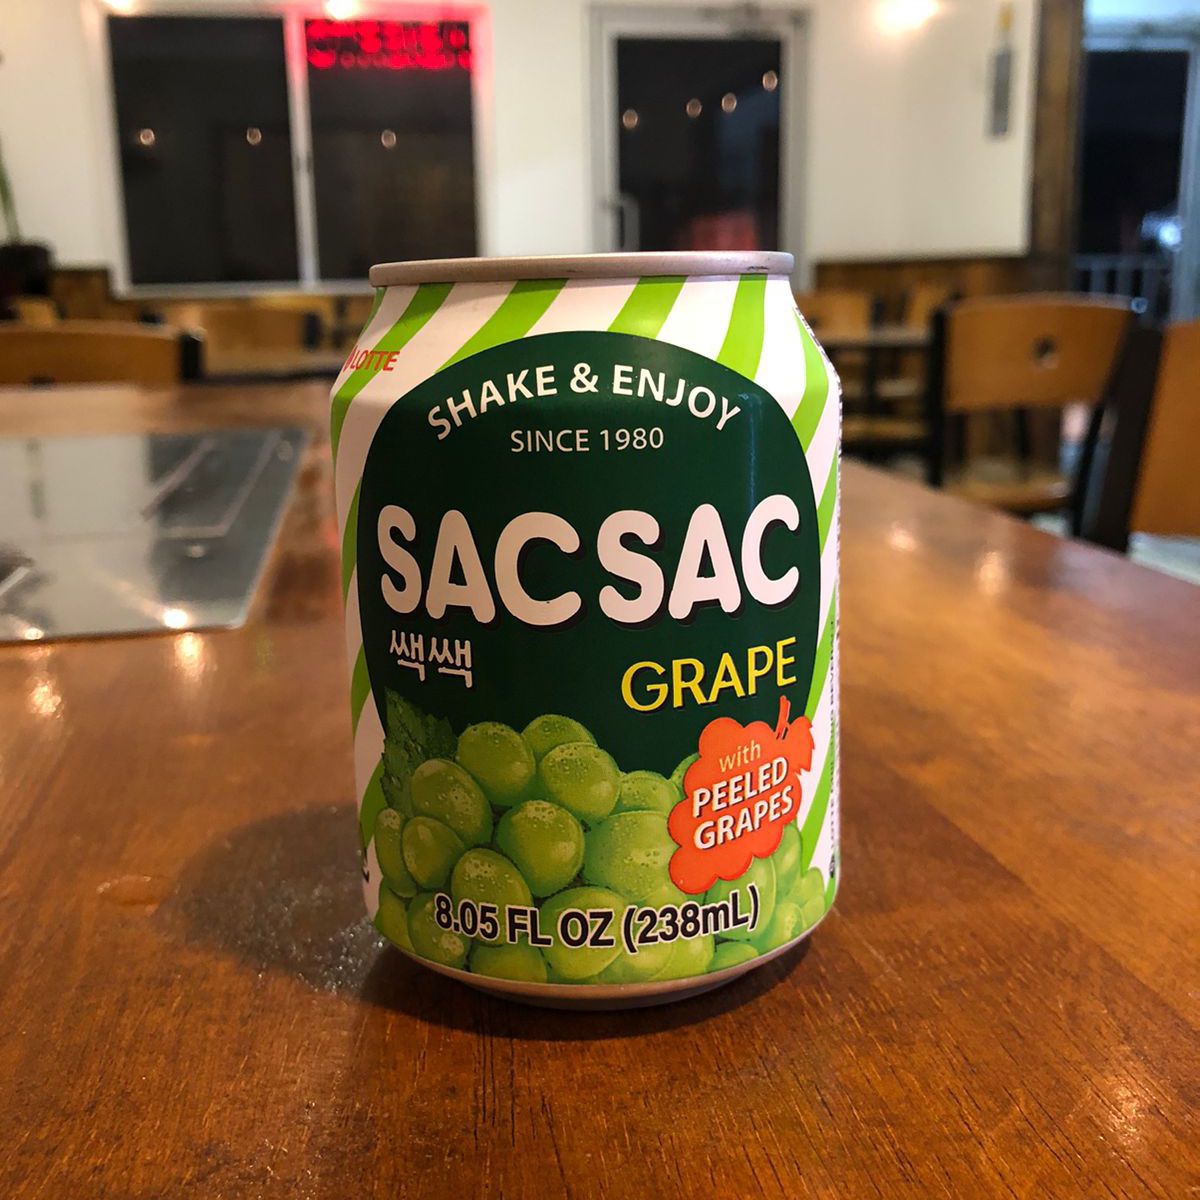 LOTTE
SHAKE & ENJOY
SINCE 1980
SACSAC
쌕쌕
GRAPE
with
PEELED
GRAPES
8.05 FL OZ (238mL)